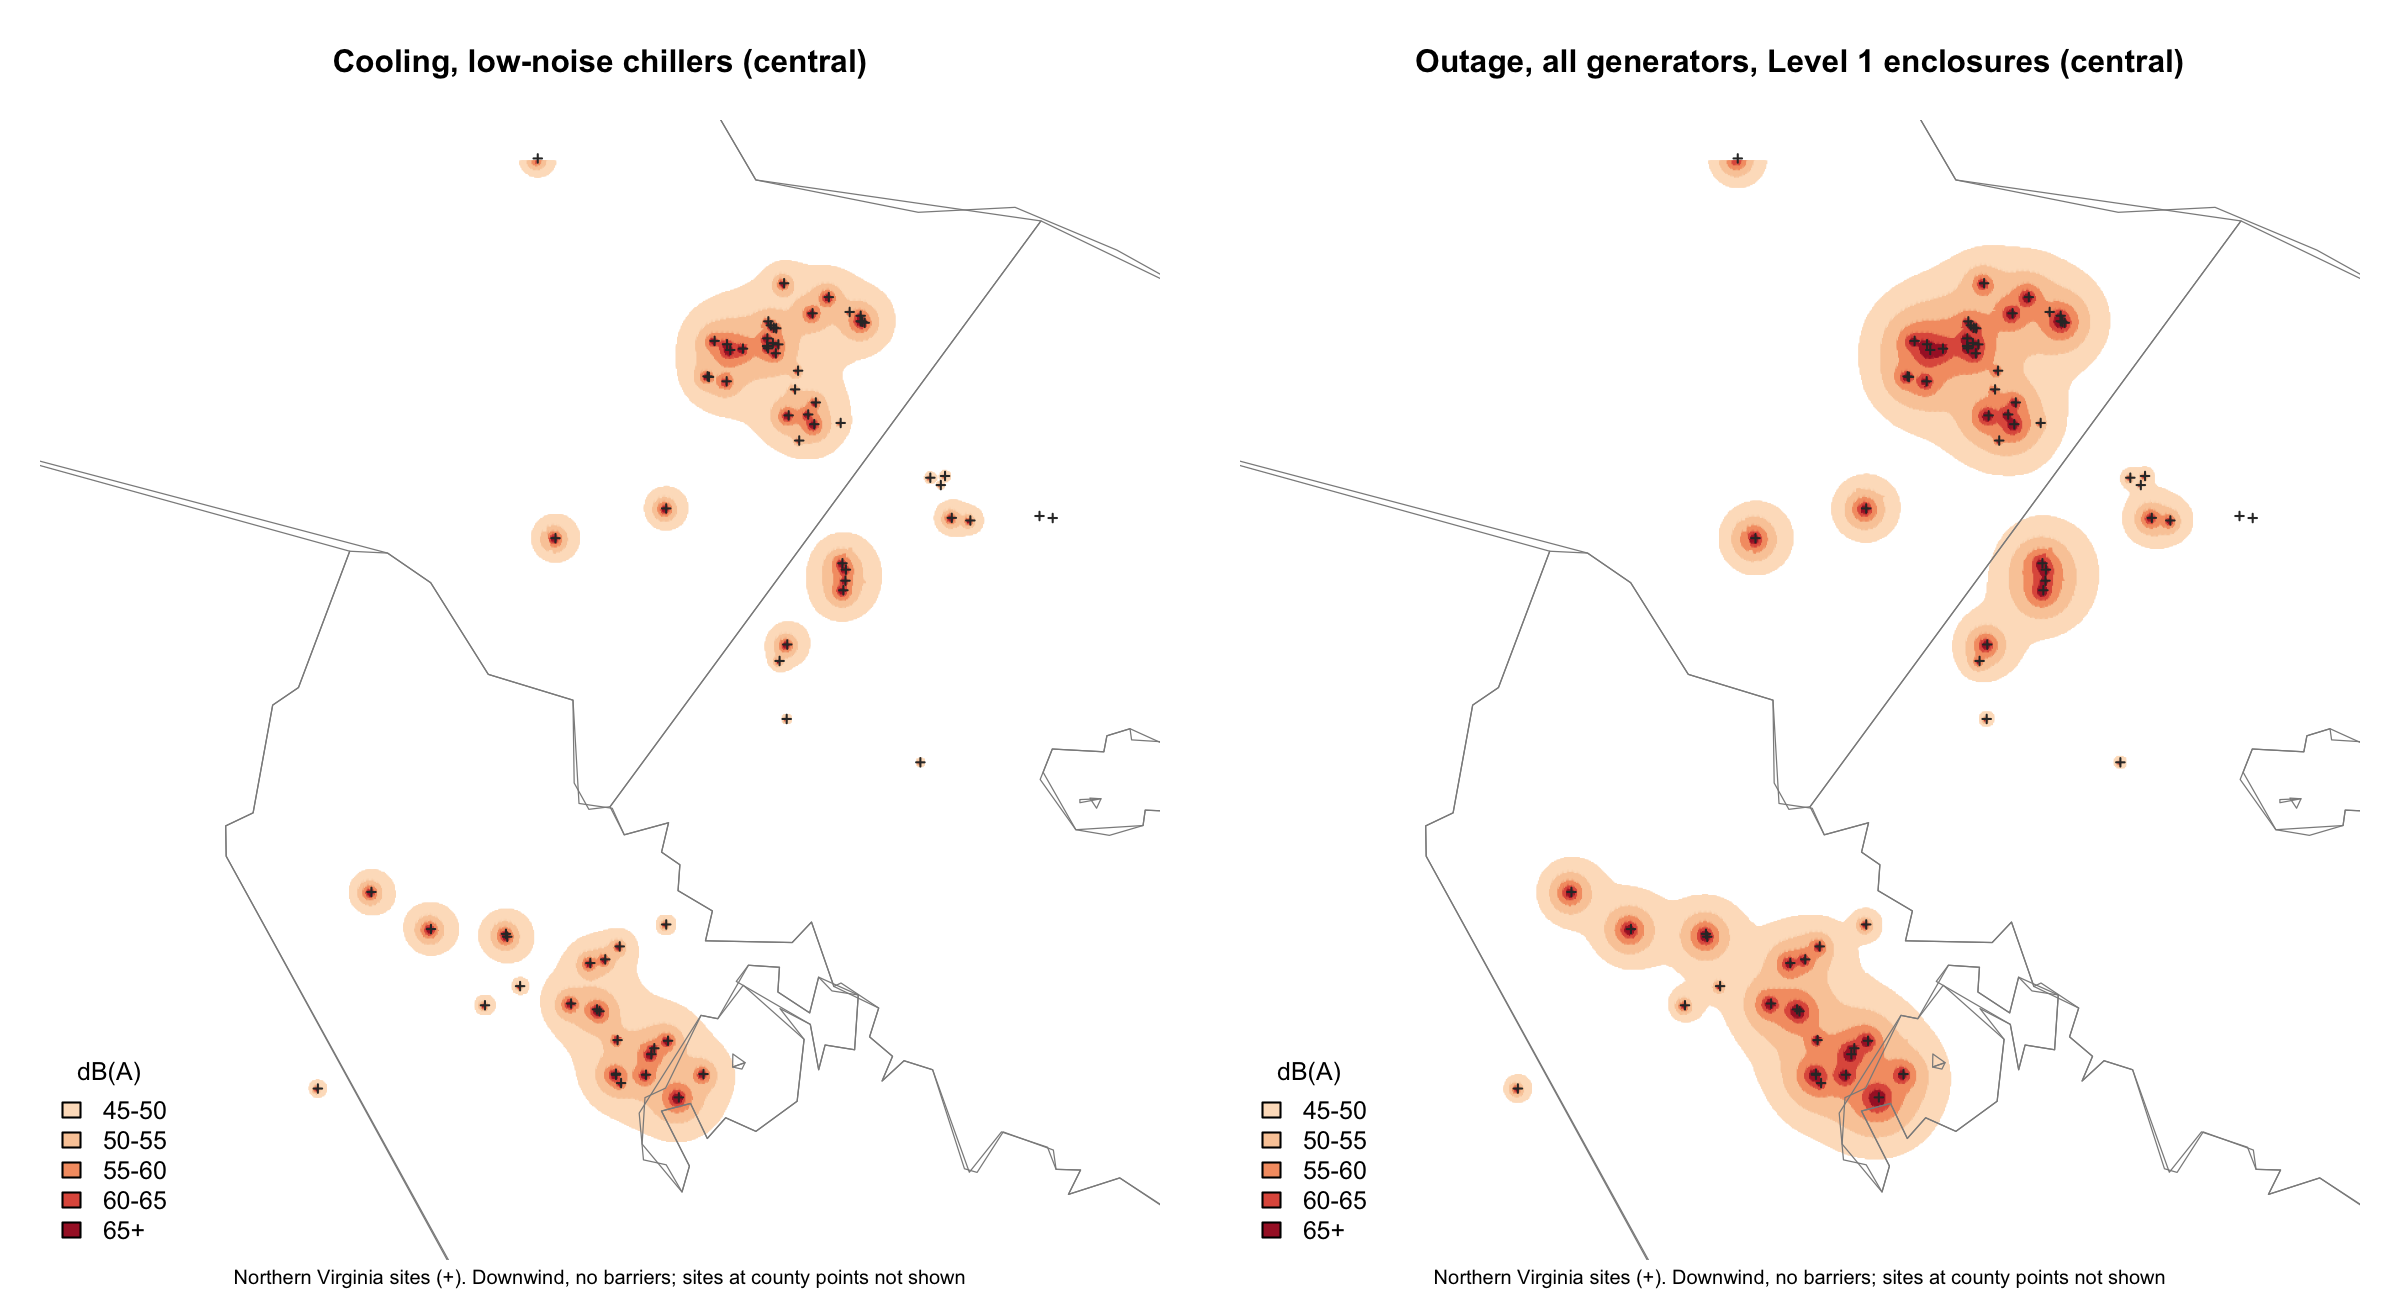 Cooling, low-noise chillers (central)
dB(A)
45-50
50-55
55-60
60-65
65+
Northern Virginia sites (+). Downwind, no barriers; sites at county points not shown
Outage, all generators, Level 1 enclosures (central)
dB(A)
45-50
50-55
55-60
60-65
65+
Northern Virginia sites (+). Downwind, no barriers; sites at county points not shown